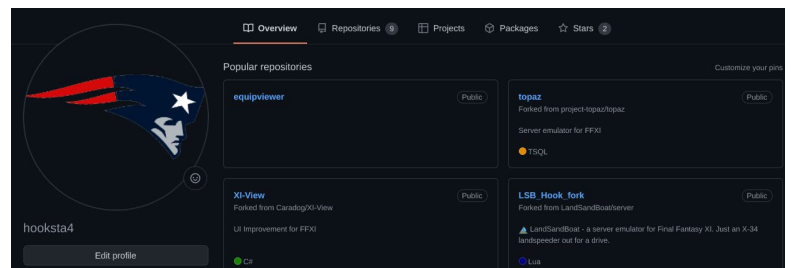 Overview Repositories 9 Projects Packages Stars 2
Popular repositories Customize your pins
equipviewer Public
topaz Public
Forked from project-topaz/topaz
Server emulator for FFXI
TSQL
XI-View Public
Forked from Caradog/XI-View
UI Improvement for FFXI
C#
LSB_Hook_fork Public
Forked from LandSandBoat/server
LandSandBoat - a server emulator for Final Fantasy XI. Just an X-34
landspeeder out for a drive.
Lua
hooksta4
Edit profile